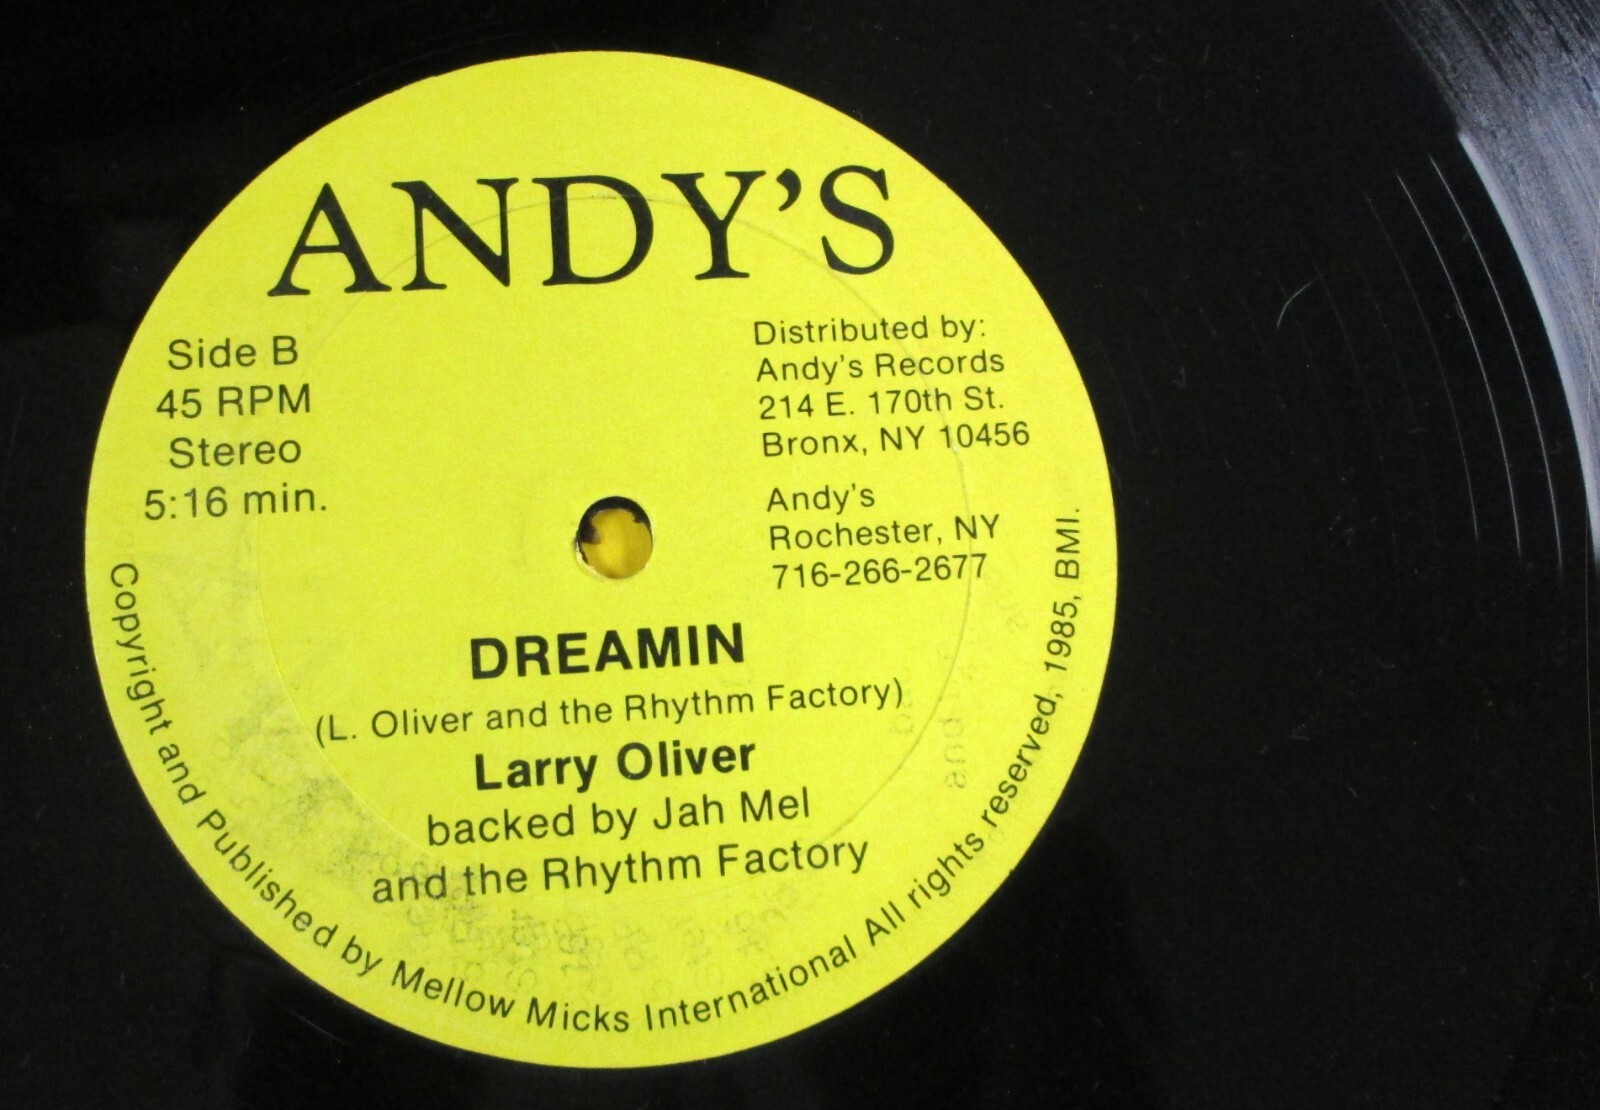 ANDY'S
Side B
45 RPM
Stereo
5:16 min.
Distributed by:
Andy's Records
214 E. 170th St.
Bronx, NY 10456
Andy's
Rochester, NY
716-266-2677
DREAMIN
(L. Oliver and the Rhythm Factory)
Larry Oliver
backed by Jah Mel
and the Rhythm Factory
Copyright and Published by Mellow Micks International All rights reserved, 1985, BMI.